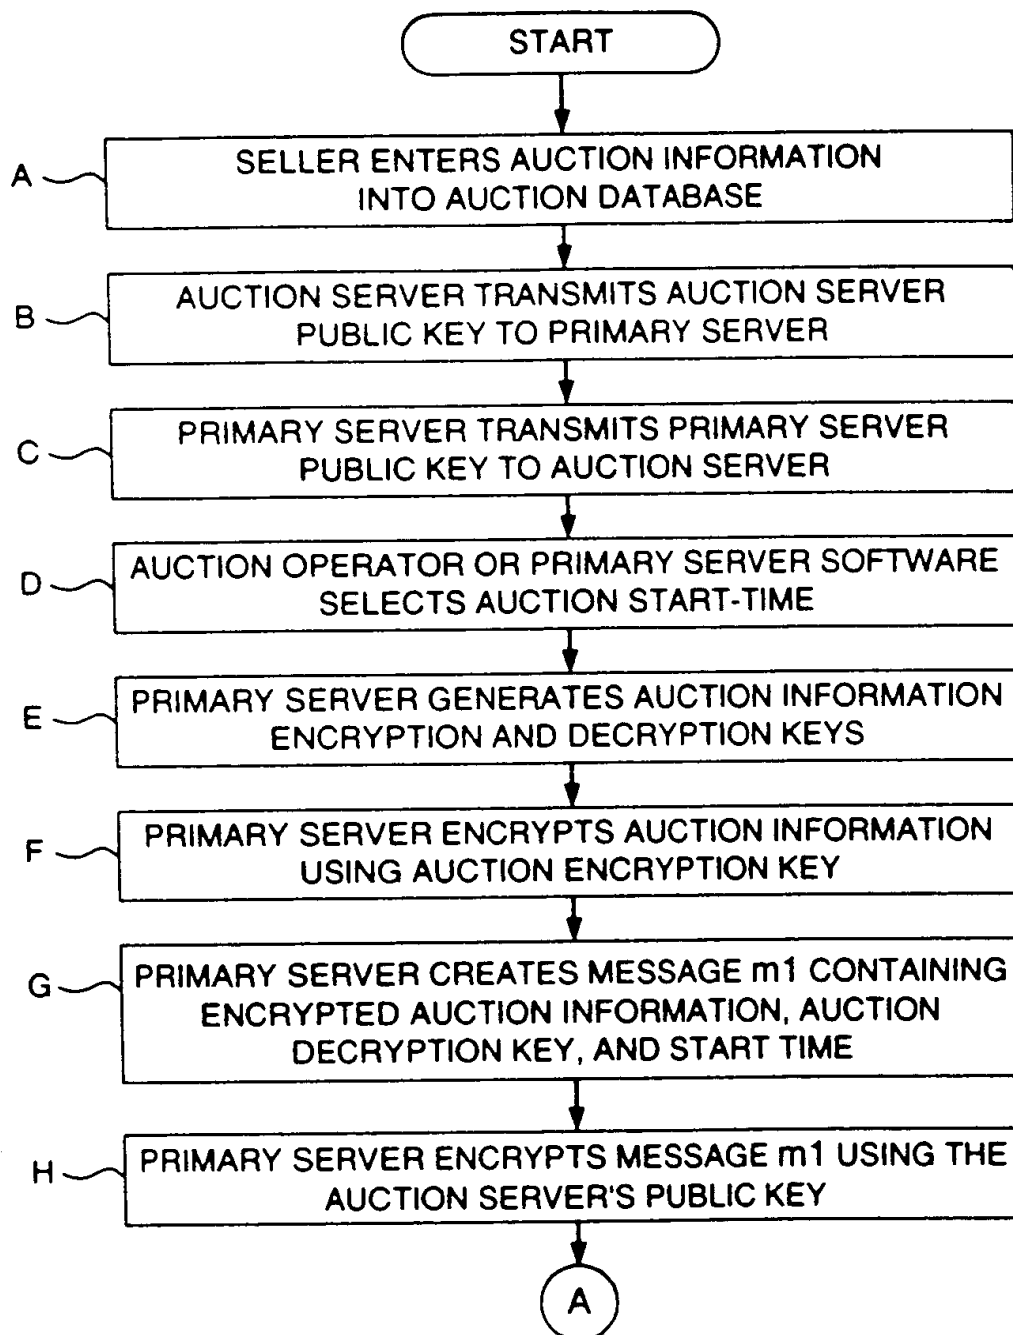 START
A
SELLER ENTERS AUCTION INFORMATION
INTO AUCTION DATABASE
B
AUCTION SERVER TRANSMITS AUCTION SERVER
PUBLIC KEY TO PRIMARY SERVER
C
PRIMARY SERVER TRANSMITS PRIMARY SERVER
PUBLIC KEY TO AUCTION SERVER
D
AUCTION OPERATOR OR PRIMARY SERVER SOFTWARE
SELECTS AUCTION START-TIME
E
PRIMARY SERVER GENERATES AUCTION INFORMATION
ENCRYPTION AND DECRYPTION KEYS
F
PRIMARY SERVER ENCRYPTS AUCTION INFORMATION
USING AUCTION ENCRYPTION KEY
G
PRIMARY SERVER CREATES MESSAGE m1 CONTAINING
ENCRYPTED AUCTION INFORMATION, AUCTION
DECRYPTION KEY, AND START TIME
H
PRIMARY SERVER ENCRYPTS MESSAGE m1 USING THE
AUCTION SERVER'S PUBLIC KEY
A